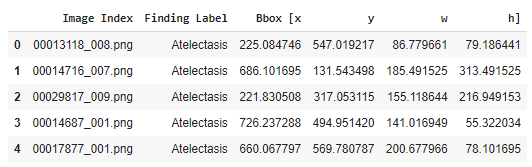 Image Index Finding Label Bbox [x y w h]
0 00013118_008.png Atelectasis 225.084746 547.019217 86.779661 79.186441
1 00014716_007.png Atelectasis 686.101695 131.543498 185.491525 313.491525
2 00029817_009.png Atelectasis 221.830508 317.053115 155.118644 216.949153
3 00014687_001.png Atelectasis 726.237288 494.951420 141.016949 55.322034
4 00017877_001.png Atelectasis 660.067797 569.780787 200.677966 78.101695